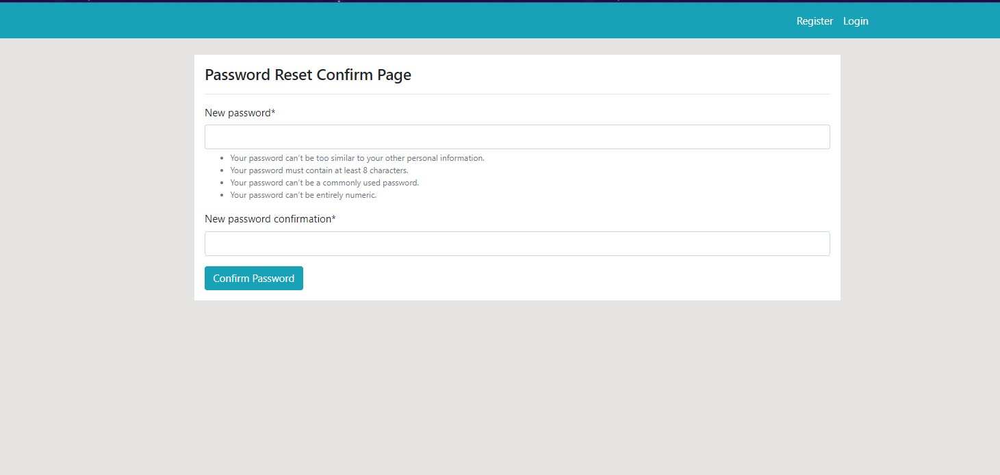 Register Login
Password Reset Confirm Page
New password*
Your password can't be too similar to your other personal information.
Your password must contain at least 8 characters.
Your password can't be a commonly used password.
Your password can't be entirely numeric.
New password confirmation*
Confirm Password